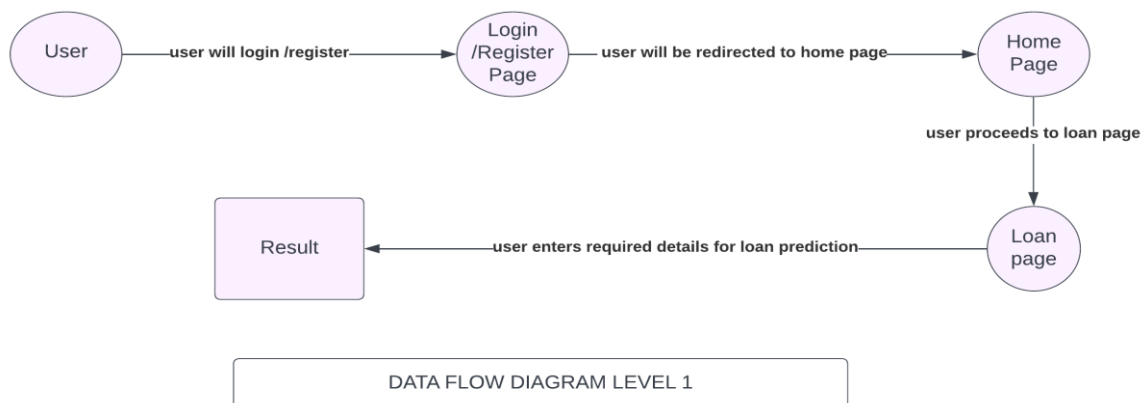 User
user will login /register
Login
/Register
Page
user will be redirected to home page
Home
Page
user proceeds to loan page
Loan
page
user enters required details for loan prediction
Result
DATA FLOW DIAGRAM LEVEL 1